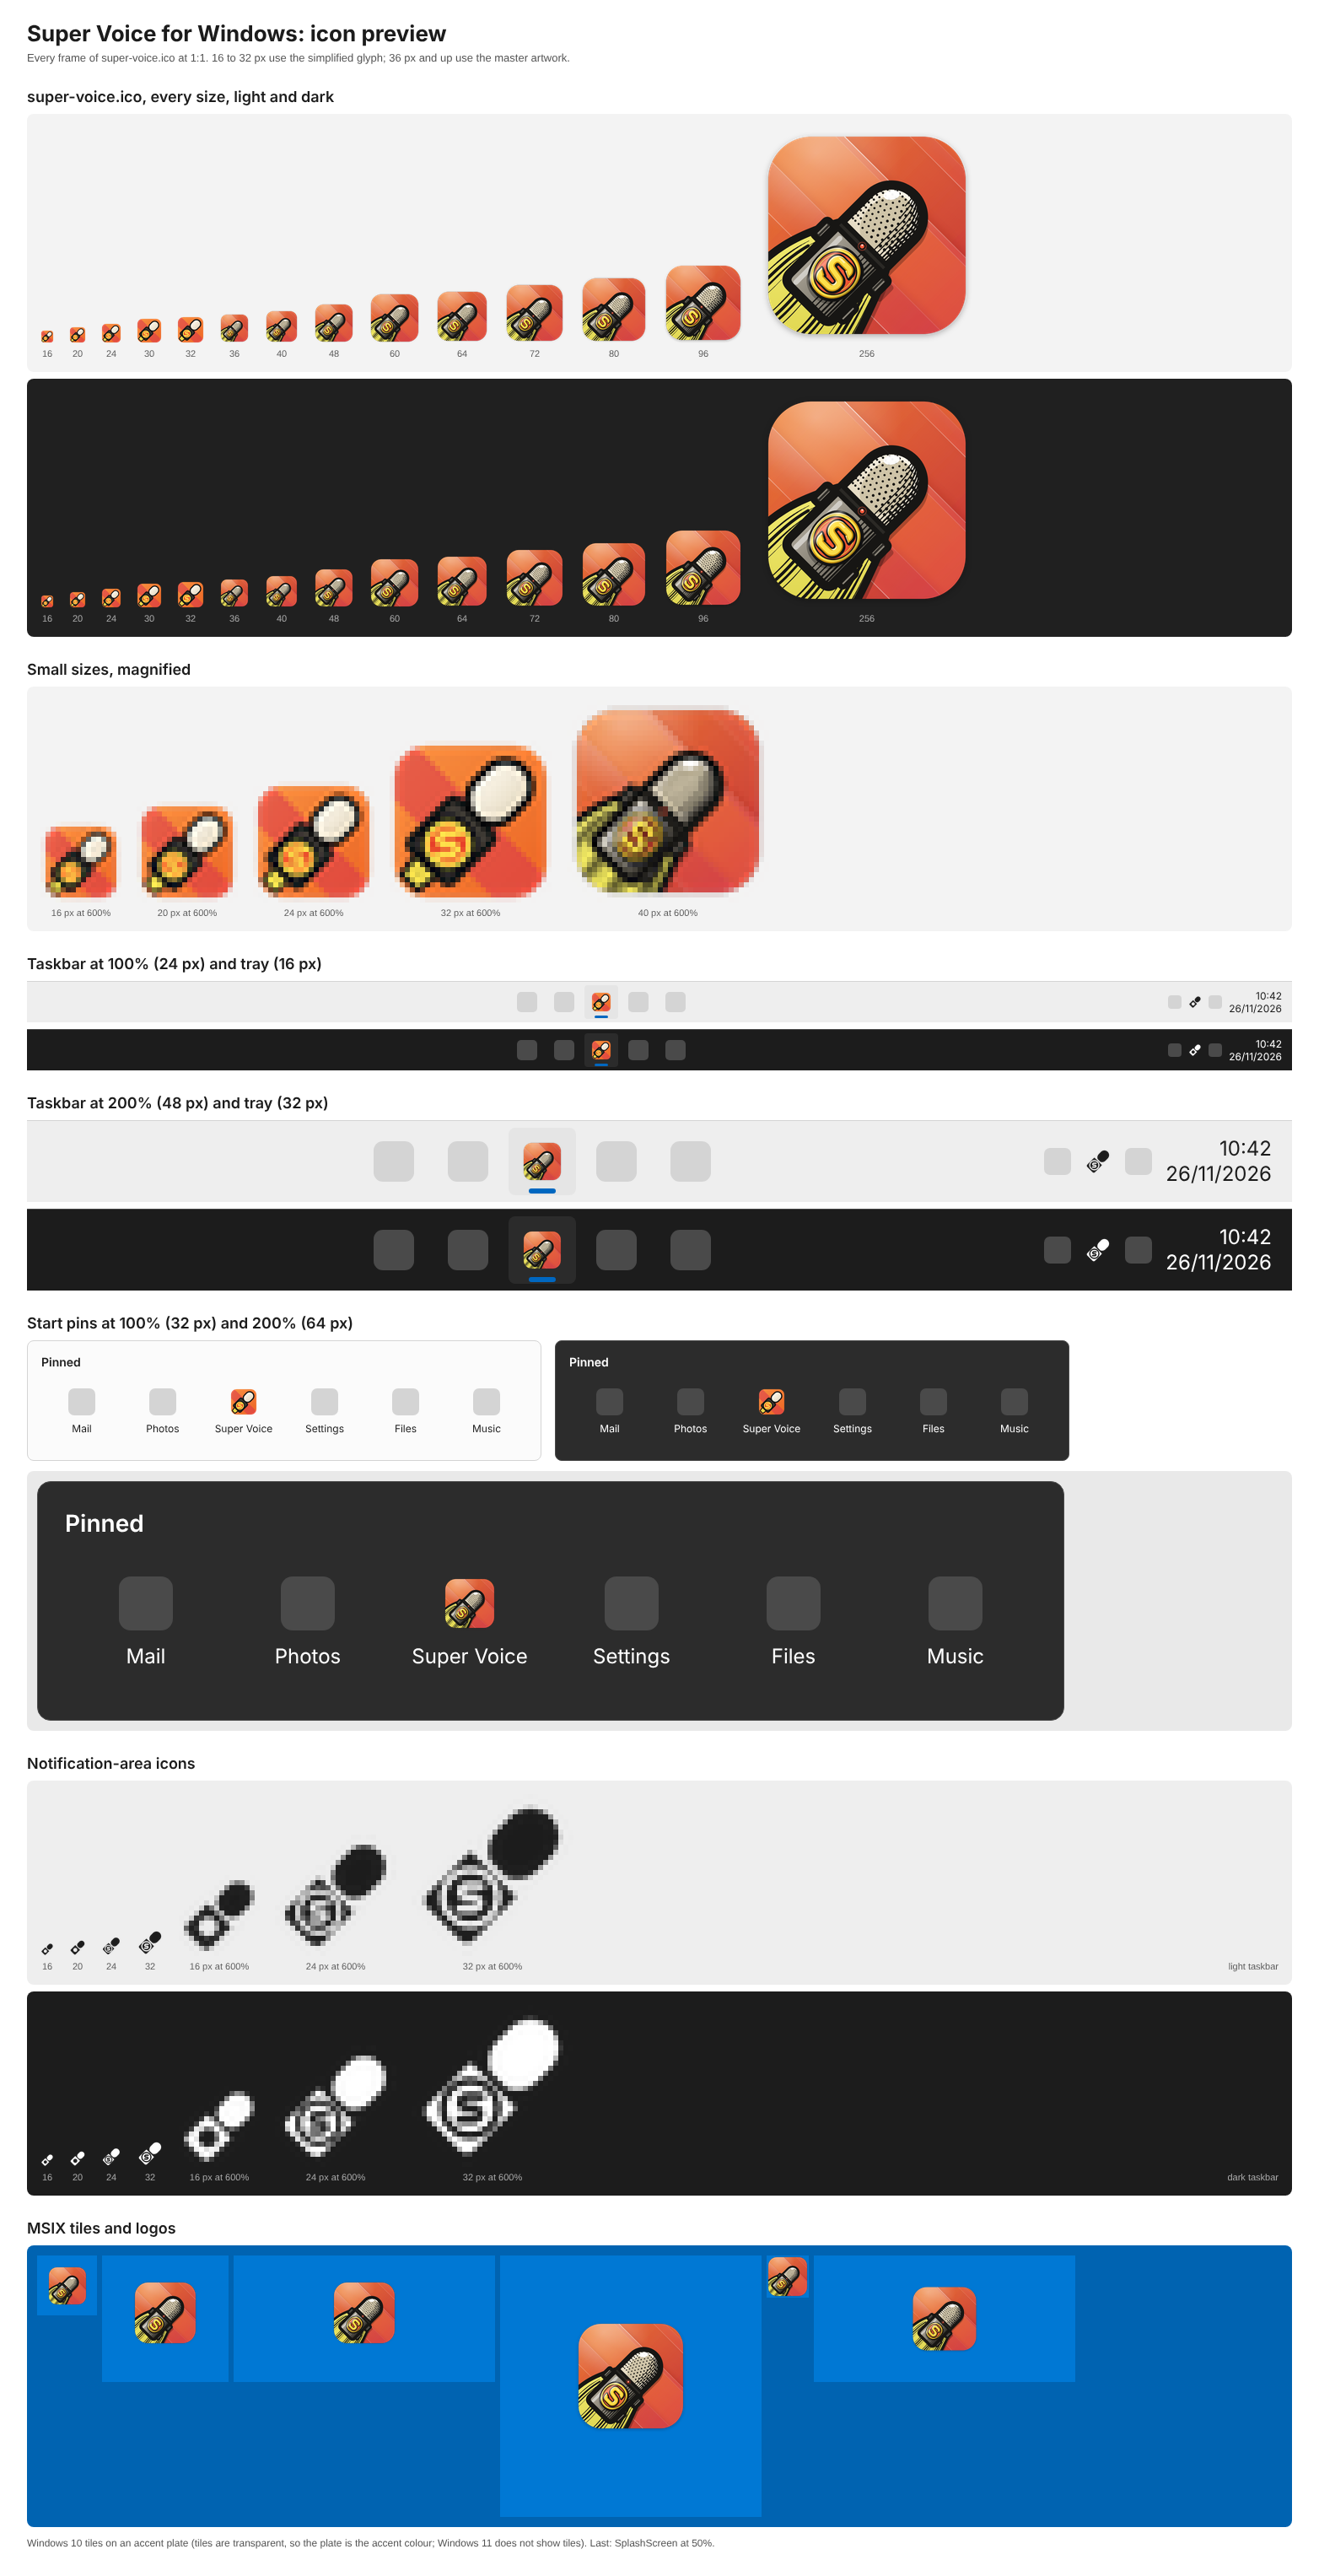 Super Voice for Windows: icon preview
Every frame of super-voice.ico at 1:1. 16 to 32 px use the simplified glyph; 36 px and up use the master artwork.
super-voice.ico, every size, light and dark
16 20 24 30 32 36 40 48 60 64 72 80 96 256
16 20 24 30 32 36 40 48 60 64 72 80 96 256
Small sizes, magnified
16 px at 600% 20 px at 600% 24 px at 600% 32 px at 600% 40 px at 600%
Taskbar at 100% (24 px) and tray (16 px)
10:42
26/11/2026
10:42
26/11/2026
Taskbar at 200% (48 px) and tray (32 px)
10:42
26/11/2026
10:42
26/11/2026
Start pins at 100% (32 px) and 200% (64 px)
Pinned
Mail Photos Super Voice Settings Files Music
Pinned
Mail Photos Super Voice Settings Files Music
Pinned
Mail Photos Super Voice Settings Files Music
Notification-area icons
16 20 24 32 16 px at 600% 24 px at 600% 32 px at 600% light taskbar
16 20 24 32 16 px at 600% 24 px at 600% 32 px at 600% dark taskbar
MSIX tiles and logos
Windows 10 tiles on an accent plate (tiles are transparent, so the plate is the accent colour; Windows 11 does not show tiles). Last: SplashScreen at 50%.